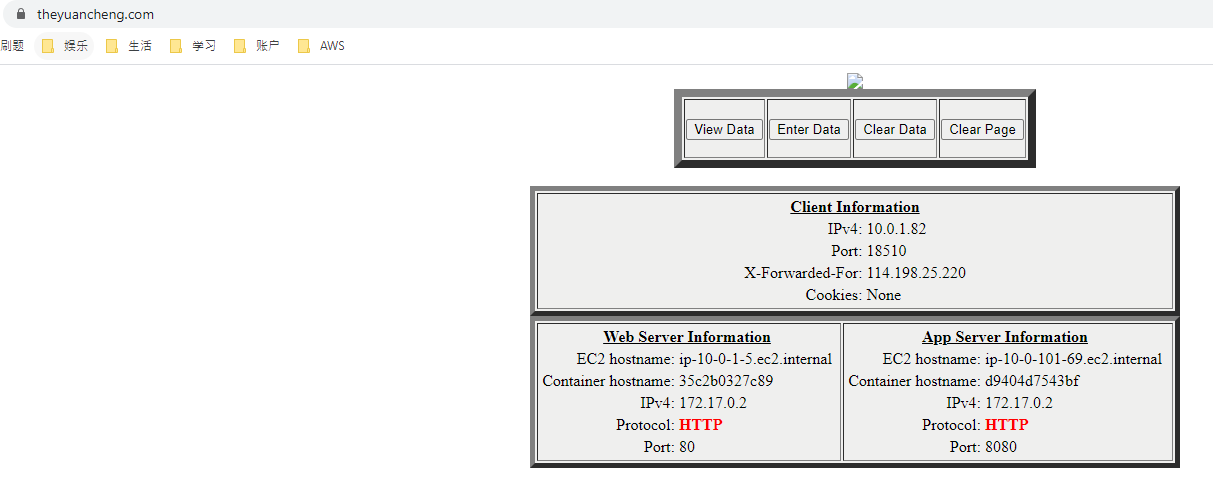 theyuancheng.com
刷题 娱乐 生活 学习 账户 AWS
View Data Enter Data Clear Data Clear Page
Client Information
IPv4: 10.0.1.82
Port: 18510
X-Forwarded-For: 114.198.25.220
Cookies: None
Web Server Information
EC2 hostname: ip-10-0-1-5.ec2.internal
Container hostname: 35c2b0327c89
IPv4: 172.17.0.2
Protocol: HTTP
Port: 80
App Server Information
EC2 hostname: ip-10-0-101-69.ec2.internal
Container hostname: d9404d7543bf
IPv4: 172.17.0.2
Protocol: HTTP
Port: 8080